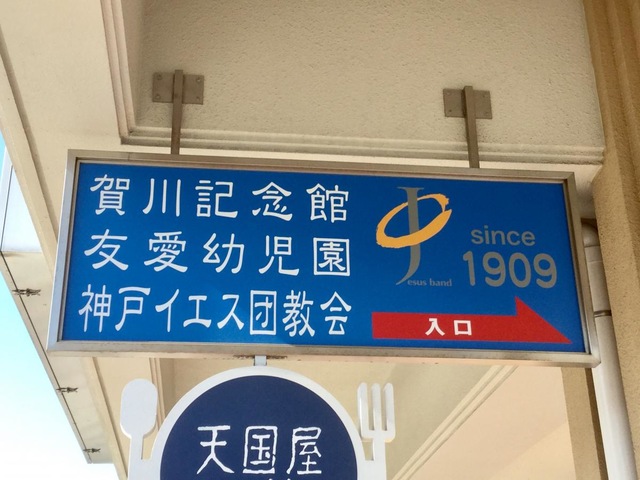 賀川記念館
友愛幼児園
神戸イエス団教会
Jesus band
since
1909
入口
天国屋